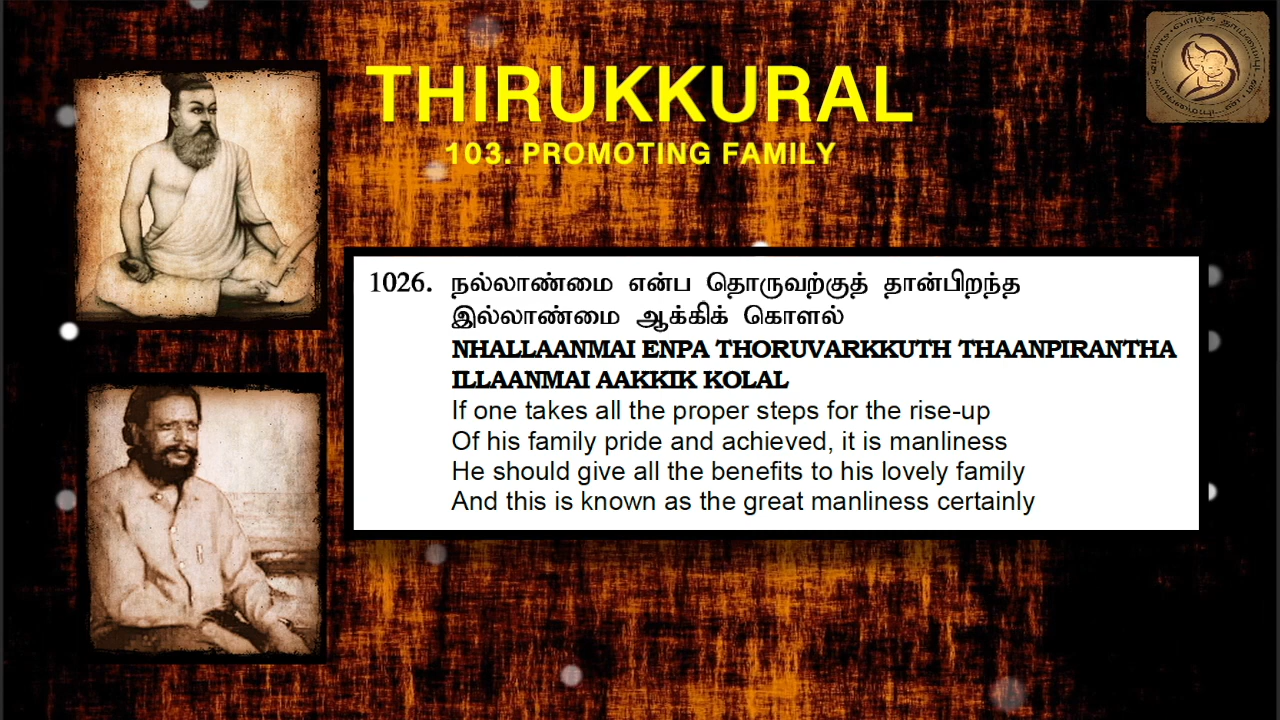 THIRUKKURAL
103. PROMOTING FAMILY
1026. நல்லாண்மை என்ப தொருவற்குத் தான்பிறந்த
இல்லாண்மை ஆக்கிக் கொளல்
NHALLAANMAI ENPA THORUVARKKUTH THAANPIRANTHA
ILLAANMAI AAKKIK KOLAL
If one takes all the proper steps for the rise-up
Of his family pride and achieved, it is manliness
He should give all the benefits to his lovely family
And this is known as the great manliness certainly